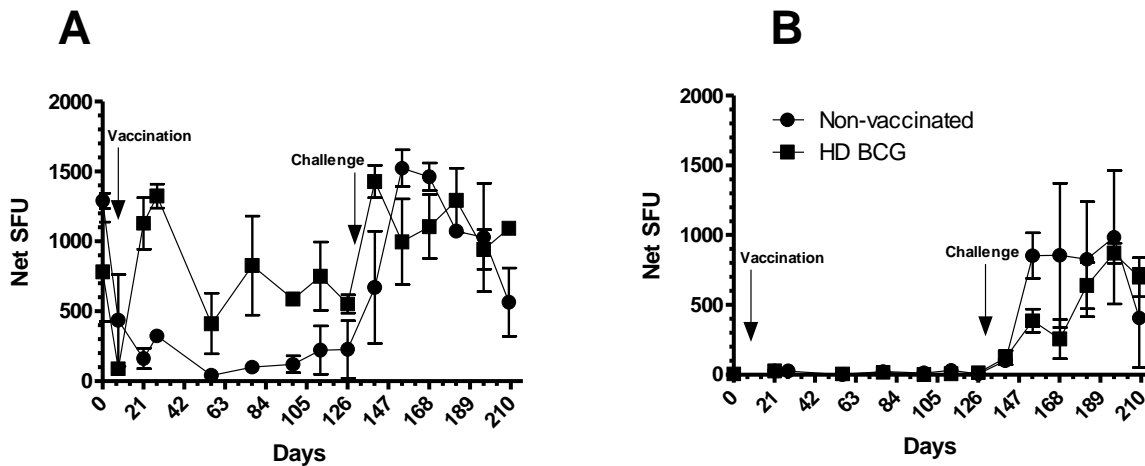 A
2000
1500
1000
500
0
Net SFU
Vaccination
Challenge
0 21 42 63 84 105 126 147 168 189 210
Days
B
2000
1500
1000
500
0
Net SFU
Non-vaccinated
HD BCG
Vaccination
Challenge
0 21 42 63 84 105 126 147 168 189 210
Days